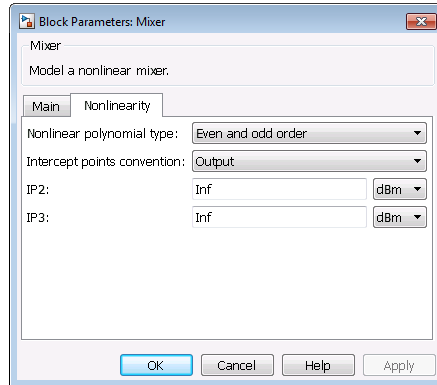 Block Parameters: Mixer
Mixer
Model a nonlinear mixer.
Main Nonlinearity
Nonlinear polynomial type: Even and odd order
Intercept points convention: Output
IP2: Inf dBm
IP3: Inf dBm
OK Cancel Help Apply